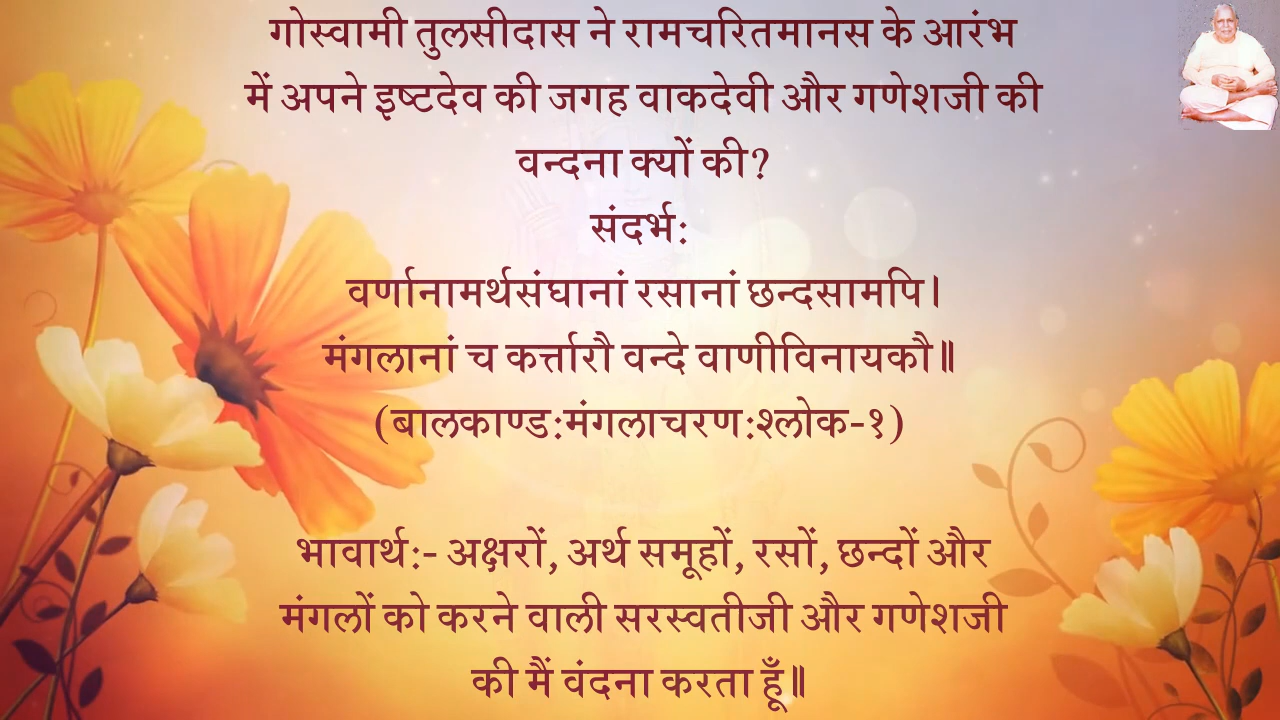 गोस्वामी तुलसीदास ने रामचरितमानस के आरंभ
में अपने इष्टदेव की जगह वाकदेवी और गणेशजी की
वन्दना क्यों की?
संदर्भ:
वर्णानामर्थसंघानां रसानां छन्दसामपि।
मंगलानां च कर्त्तारौ वन्दे वाणीविनायकौ॥
(बालकाण्ड:मंगलाचरण:श्लोक-१)
भावार्थ:- अक्षरों, अर्थ समूहों, रसों, छन्दों और
मंगलों को करने वाली सरस्वतीजी और गणेशजी
की मैं वंदना करता हूँ॥